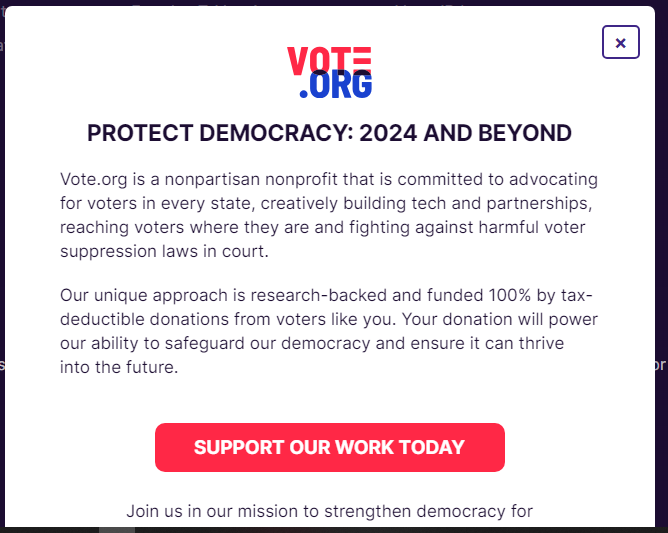 ×
VOTE
.ORG
PROTECT DEMOCRACY: 2024 AND BEYOND
Vote.org is a nonpartisan nonprofit that is committed to advocating
for voters in every state, creatively building tech and partnerships,
reaching voters where they are and fighting against harmful voter
suppression laws in court.
Our unique approach is research-backed and funded 100% by tax-
deductible donations from voters like you. Your donation will power
our ability to safeguard our democracy and ensure it can thrive
into the future.
SUPPORT OUR WORK TODAY
Join us in our mission to strengthen democracy for